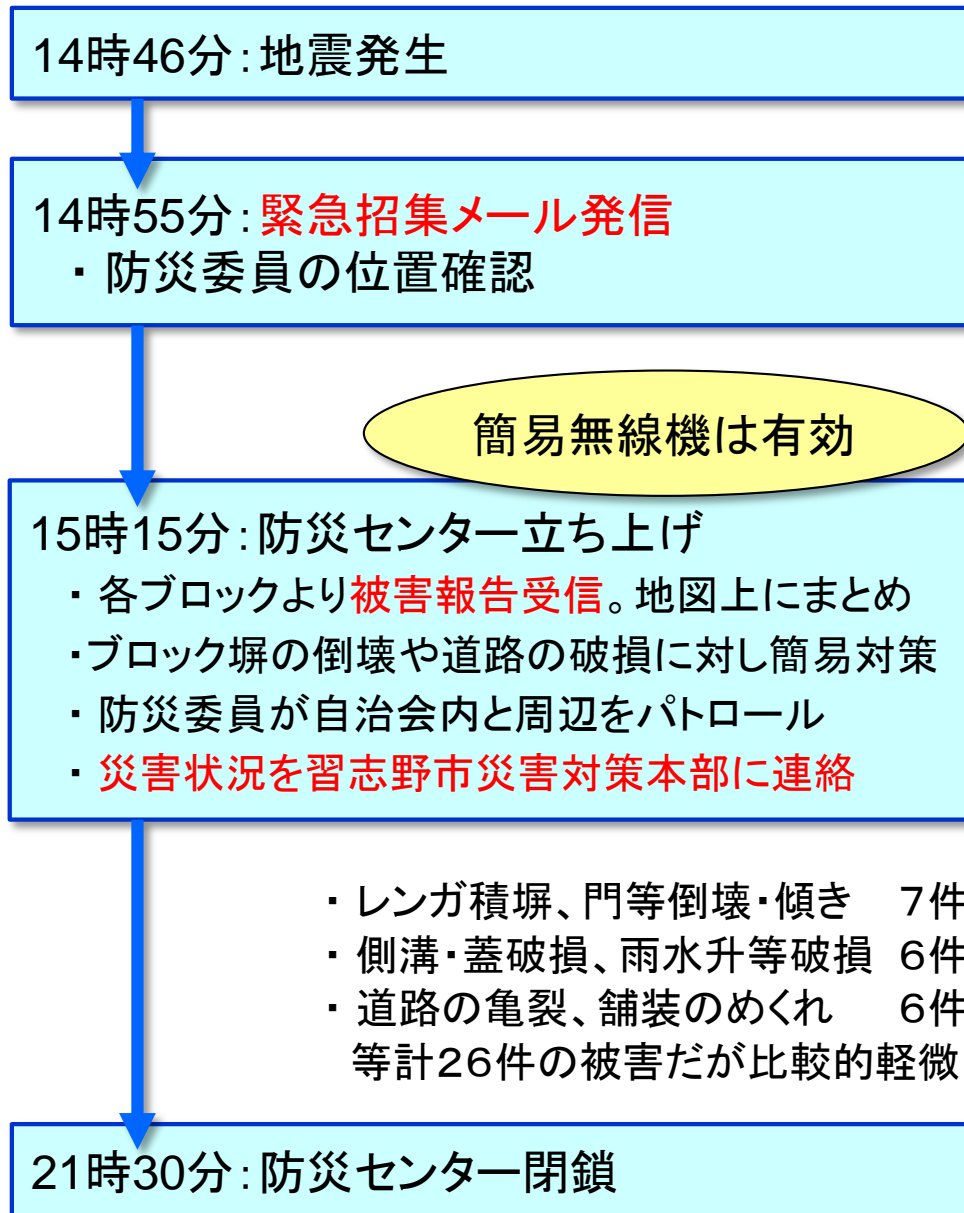 14時46分：地震発生
14時55分：緊急招集メール発信
・ 防災委員の位置確認
簡易無線機は有効
15時15分：防災センター立ち上げ
・ 各ブロックより被害報告受信。地図上にまとめ
・ブロック塀の倒壊や道路の破損に対し簡易対策
・ 防災委員が自治会内と周辺をパトロール
・ 災害状況を習志野市災害対策本部に連絡
・ レンガ積塀、門等倒壊・傾き　７件
・ 側溝・蓋破損、雨水升等破損 ６件
・ 道路の亀裂、舗装のめくれ　 ６件
等計２６件の被害だが比較的軽微
21時30分：防災センター閉鎖